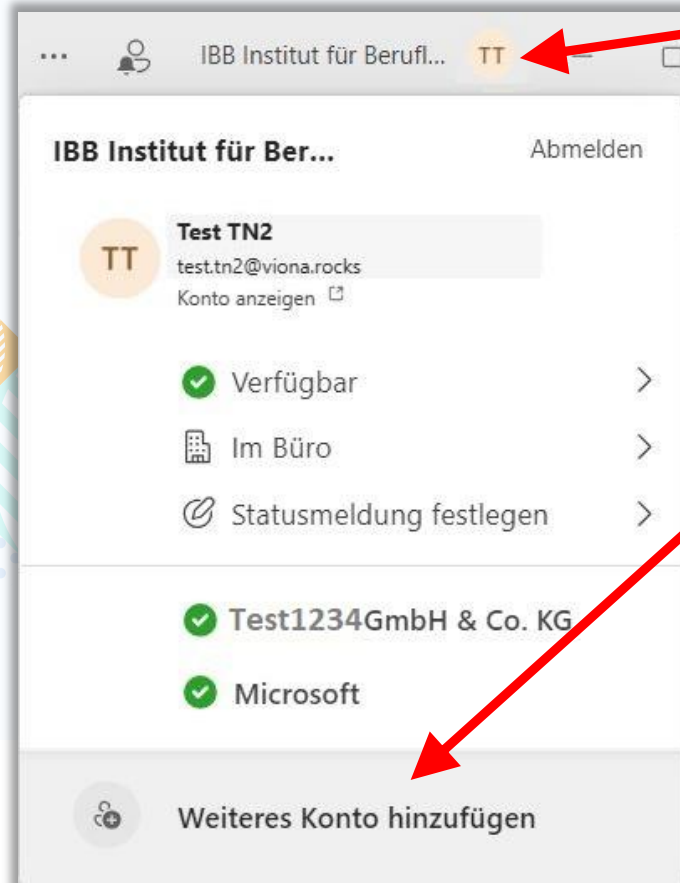 ... IBB Institut für Berufl... TT
IBB Institut für Ber... Abmelden
TT
Test TN2
test.tn2@viona.rocks
Konto anzeigen
Verfügbar
Im Büro
Statusmeldung festlegen
Test1234GmbH & Co. KG
Microsoft
Weiteres Konto hinzufügen